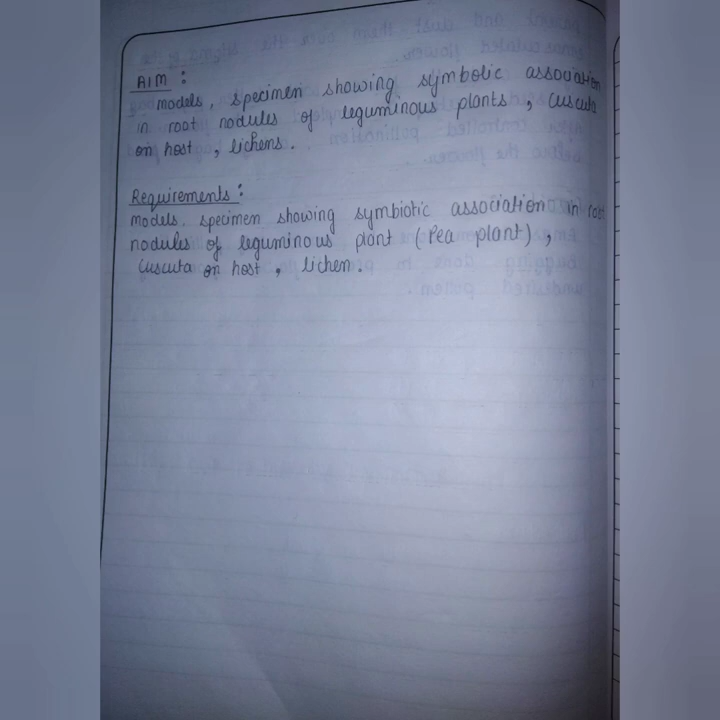 AIM :
models, specimen showing symbolic association
in root nodules of leguminous plants, cuscuta
on host, lichens.
Requirements :
models. specimen showing symbiotic association in root
nodules of leguminous plant (Pea plant),
cuscuta on host, lichen.